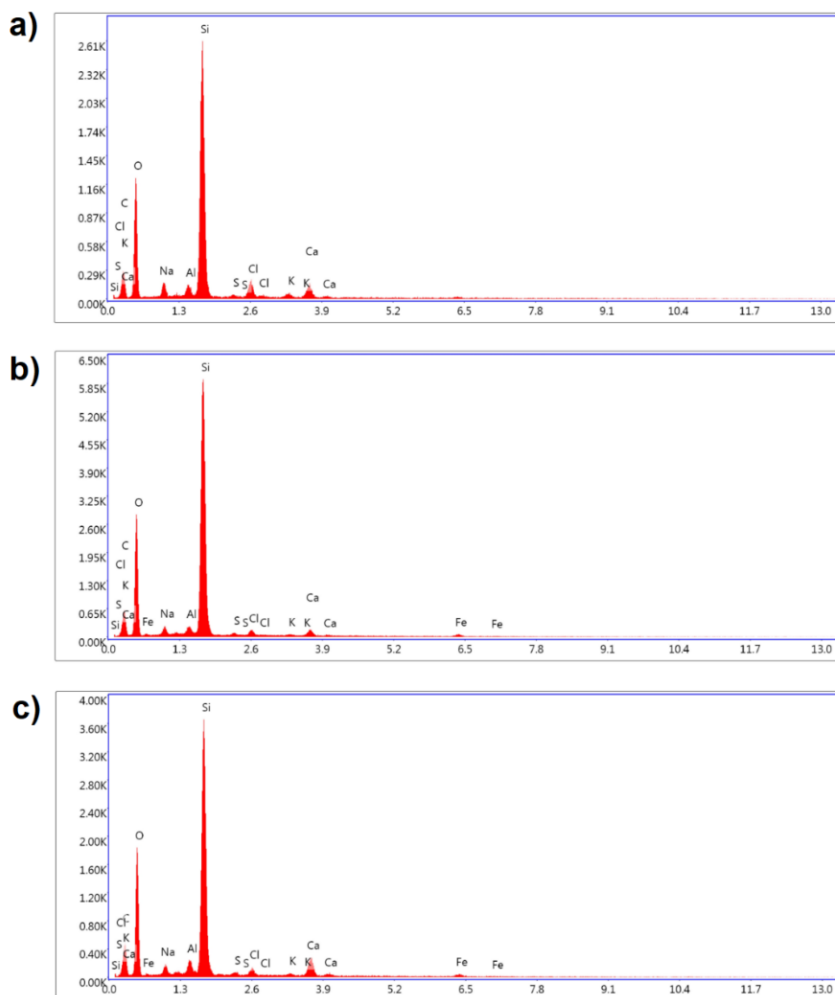 a)
Si
2.61K
2.32K
2.03K
1.74K
1.45K
1.16K
0.87K
0.58K
0.29K
0.00K
O
C
Cl
K
S
Ca
Si
Na
Al
S
S
Cl
Cl
K
K
Ca
Ca
0.0 1.3 2.6 3.9 5.2 6.5 7.8 9.1 10.4 11.7 13.0
b)
6.50K
Si
5.85K
5.20K
4.55K
3.90K
3.25K
2.60K
1.95K
1.30K
0.65K
0.00K
O
C
Cl
K
S
Ca
Si
Fe
Na
Al
S
S
Cl
Cl
K
K
Ca
Ca
Fe
Fe
0.0 1.3 2.6 3.9 5.2 6.5 7.8 9.1 10.4 11.7 13.0
c)
4.00K
Si
3.60K
3.20K
2.80K
2.40K
2.00K
1.60K
1.20K
0.80K
0.40K
0.00K
O
C
Cl
K
S
Ca
Si
Fe
Na
Al
S
S
Cl
Cl
K
K
Ca
Ca
Fe
Fe
0.0 1.3 2.6 3.9 5.2 6.5 7.8 9.1 10.4 11.7 13.0